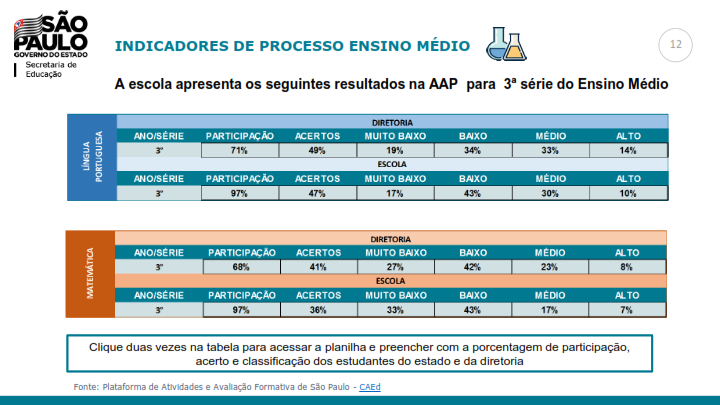 SÃO
PAULO
GOVERNO DO ESTADO
Secretaria de
Educação
INDICADORES DE PROCESSO ENSINO MÉDIO
12
A escola apresenta os seguintes resultados na AAP para 3ª série do Ensino Médio
LÍNGUA
PORTUGUESA
DIRETORIA
ANO/SÉRIE PARTICIPAÇÃO ACERTOS MUITO BAIXO BAIXO MÉDIO ALTO
3° 71% 49% 19% 34% 33% 14%
ESCOLA
ANO/SÉRIE PARTICIPAÇÃO ACERTOS MUITO BAIXO BAIXO MÉDIO ALTO
3° 97% 47% 17% 43% 30% 10%
MATEMÁTICA
DIRETORIA
ANO/SÉRIE PARTICIPAÇÃO ACERTOS MUITO BAIXO BAIXO MÉDIO ALTO
3° 68% 41% 27% 42% 23% 8%
ESCOLA
ANO/SÉRIE PARTICIPAÇÃO ACERTOS MUITO BAIXO BAIXO MÉDIO ALTO
3° 97% 36% 33% 43% 17% 7%
Clique duas vezes na tabela para acessar a planilha e preencher com a porcentagem de participação,
acerto e classificação dos estudantes do estado e da diretoria
Fonte: Plataforma de Atividades e Avaliação Formativa de São Paulo - CAEd